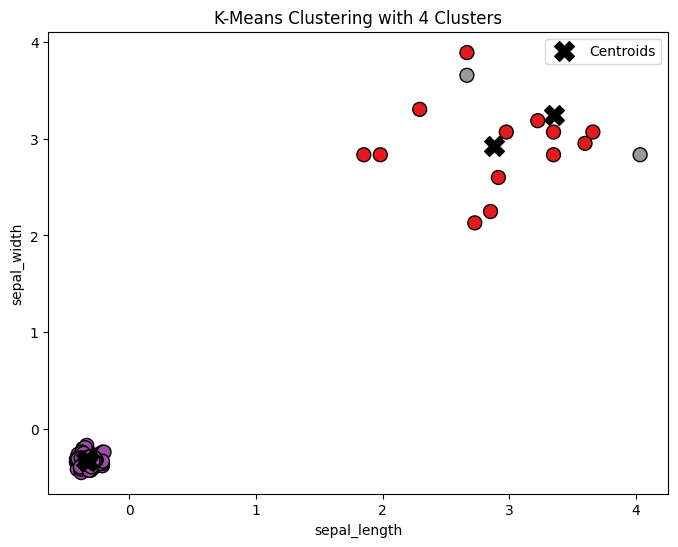 K-Means Clustering with 4 Clusters
Centroids
4
3
2
1
0
sepal_width
0
1
2
3
4
sepal_length